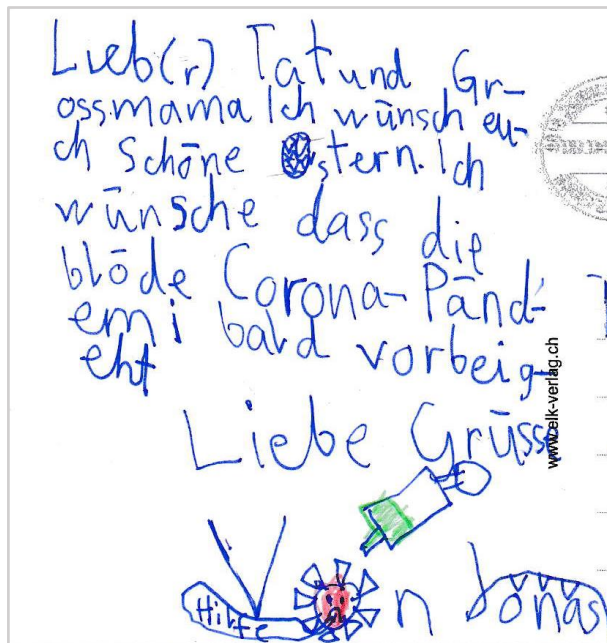 Lieb(r) Tat und Gr-
ossmama Ich wünsch eu-
ch schöne Ostern. Ich
wünsche dass die
blöde Corona-Pänd-
emi bald vorbeig-
eht
Liebe Grüsse
www.elk-verlag.ch
Von Jonas
Hilfe